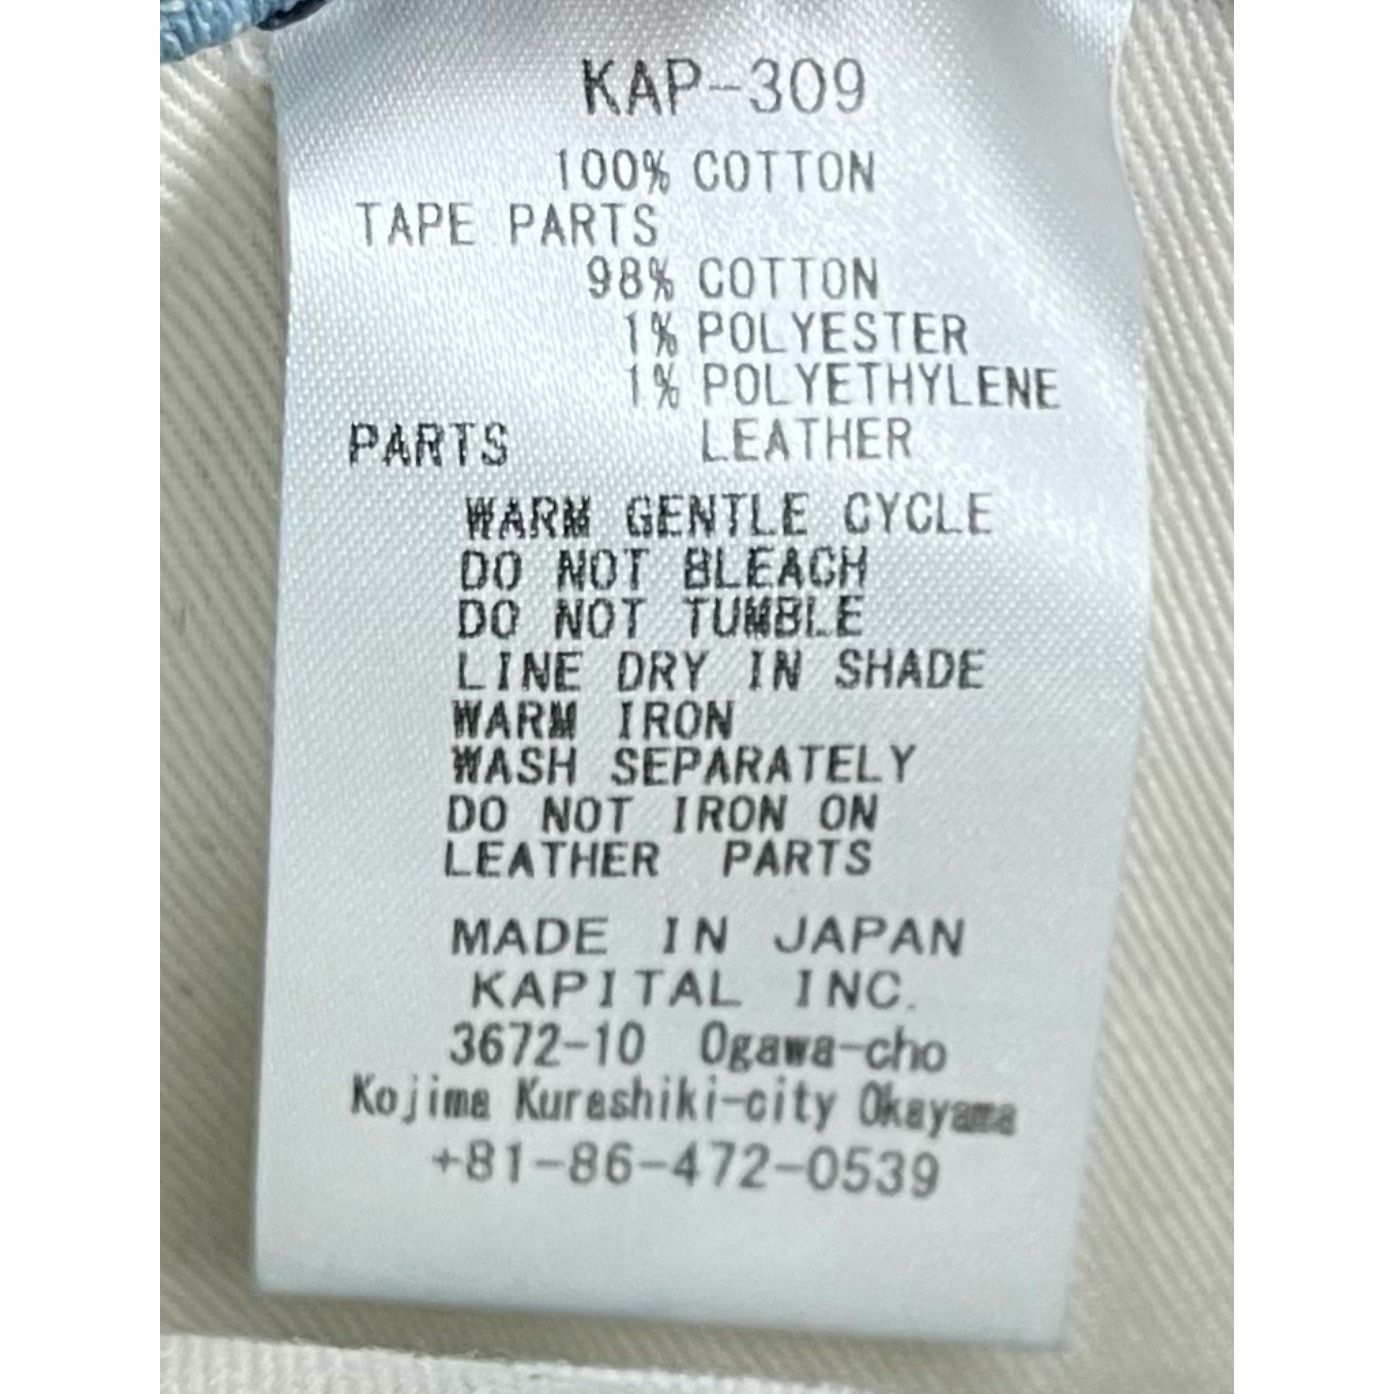 KAP-309
100% COTTON
TAPE PARTS
98% COTTON
1% POLYESTER
1% POLYETHYLENE
PARTS LEATHER
WARM GENTLE CYCLE
DO NOT BLEACH
DO NOT TUMBLE
LINE DRY IN SHADE
WARM IRON
WASH SEPARATELY
DO NOT IRON ON
LEATHER PARTS
MADE IN JAPAN
KAPITAL INC.
3672-10 Ogawa-cho
Kojima Kurashiki-city Okayama
+81-86-472-0539